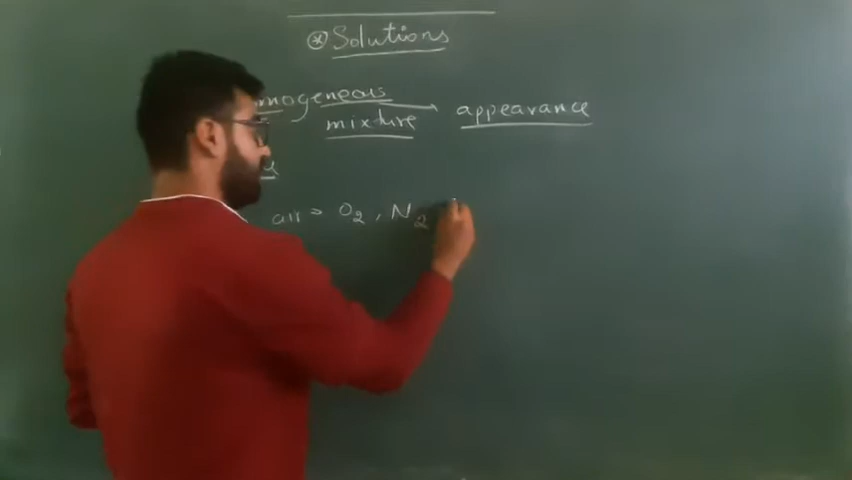 ⊛ Solutions
mogeneous → appearance
mixture
air → O₂, N₂